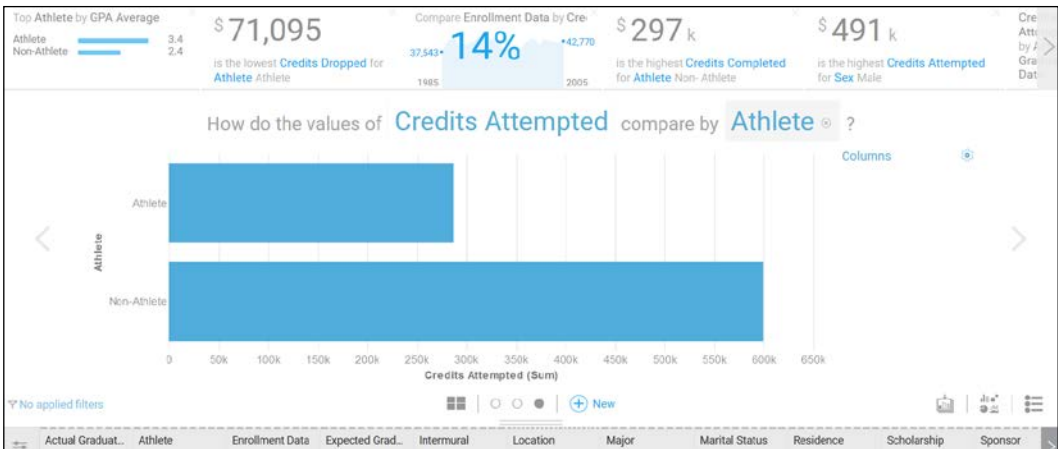 Top Athlete by GPA Average
Athlete 3.4
Non-Athlete 2.4
$71,095
is the lowest Credits Dropped for
Athlete Athlete
Compare Enrollment Data by Cre
37,543
14%
42,770
1985
2005
$297 k
is the highest Credits Completed
for Athlete Non- Athlete
$491 k
is the highest Credits Attempted
for Sex Male
Cre
Atte
by A
Gra
Dat
How do the values of Credits Attempted compare by Athlete ?
Columns
Athlete
Athlete
Non-Athlete
0 50k 100k 150k 200k 250k 300k 350k 400k 450k 500k 550k 600k 650k
Credits Attempted (Sum)
No applied filters
New
Actual Graduat... Athlete Enrollment Data Expected Grad... Intermural Location Major Marital Status Residence Scholarship Sponsor